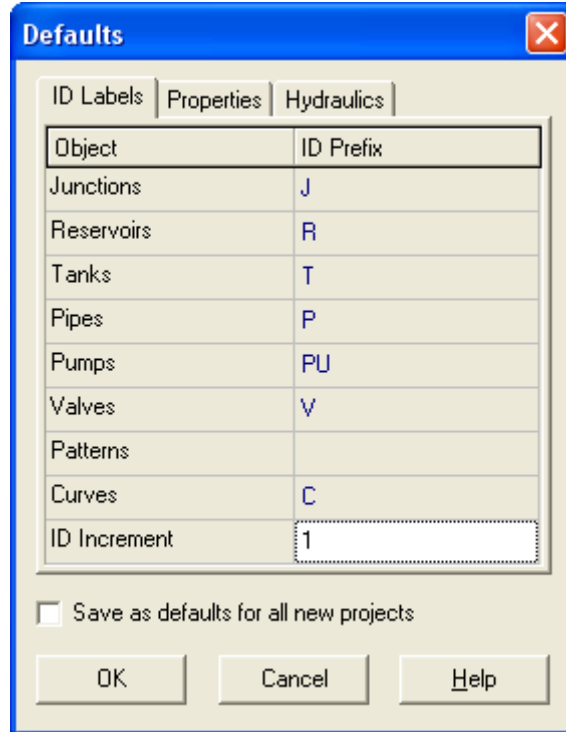 Defaults
ID Labels Properties Hydraulics
Object ID Prefix
Junctions J
Reservoirs R
Tanks T
Pipes P
Pumps PU
Valves V
Patterns
Curves C
ID Increment 1
Save as defaults for all new projects
OK Cancel Help